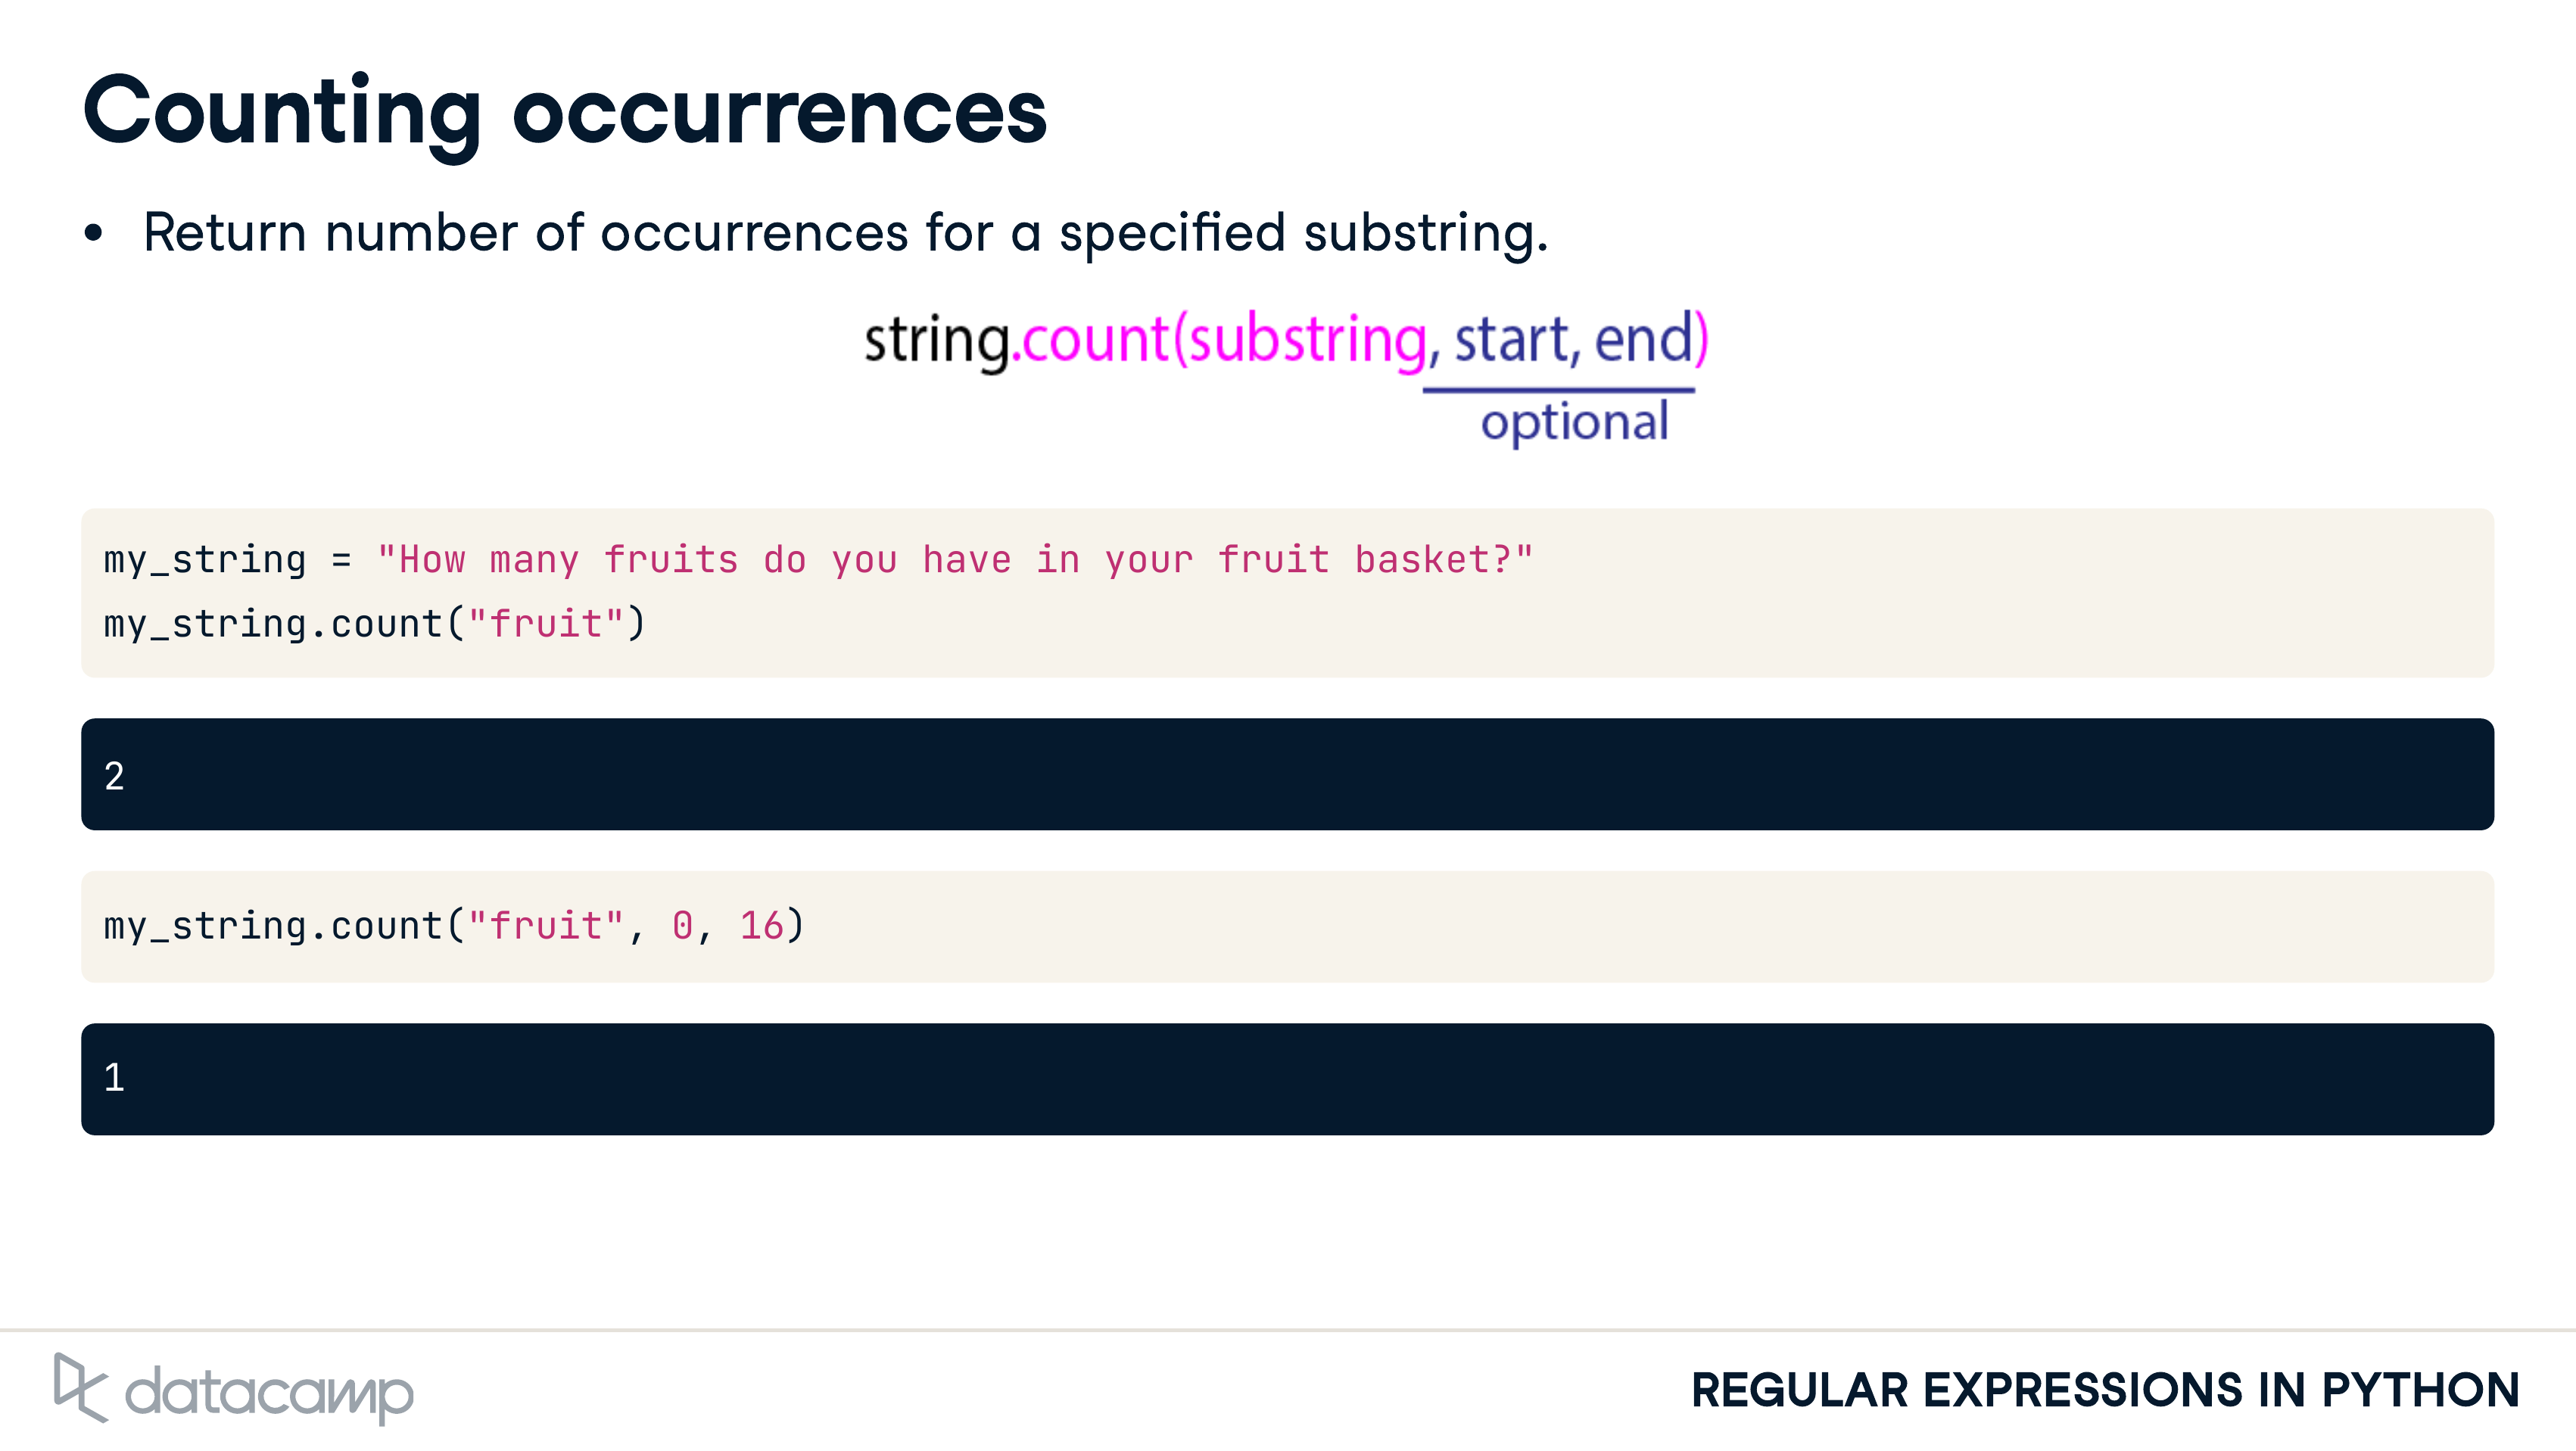 Counting occurrences
• Return number of occurrences for a specified substring.
string.count(substring, start, end)
optional
my_string = "How many fruits do you have in your fruit basket?"
my_string.count("fruit")
2
my_string.count("fruit", 0, 16)
1
datacamp
REGULAR EXPRESSIONS IN PYTHON